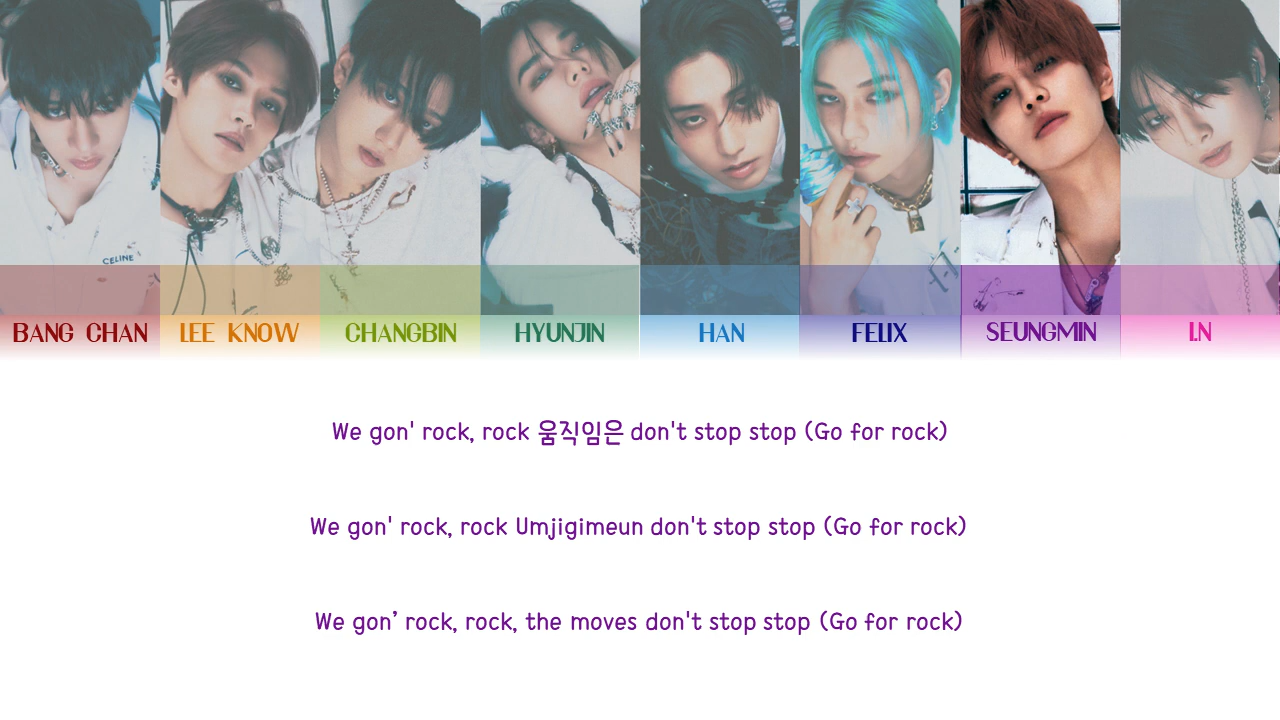 CELINE
BANG CHAN LEE KNOW CHANGBIN HYUNJIN HAN FELIX SEUNGMIN I.N
We gon' rock, rock 움직임은 don't stop stop (Go for rock)
We gon' rock, rock Umjigimeun don't stop stop (Go for rock)
We gon’ rock, rock, the moves don't stop stop (Go for rock)